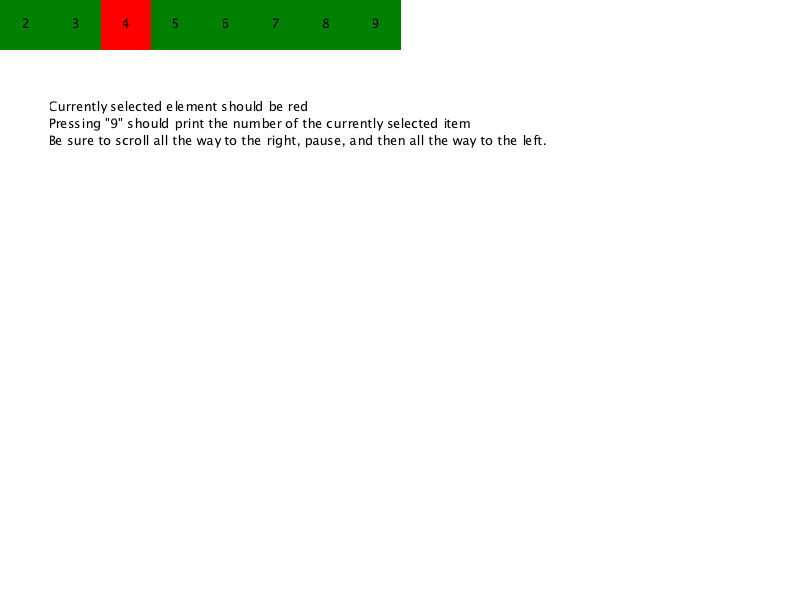 2 3 4 5 6 7 8 9
Currently selected element should be red
Pressing "9" should print the number of the currently selected item
Be sure to scroll all the way to the right, pause, and then all the way to the left.